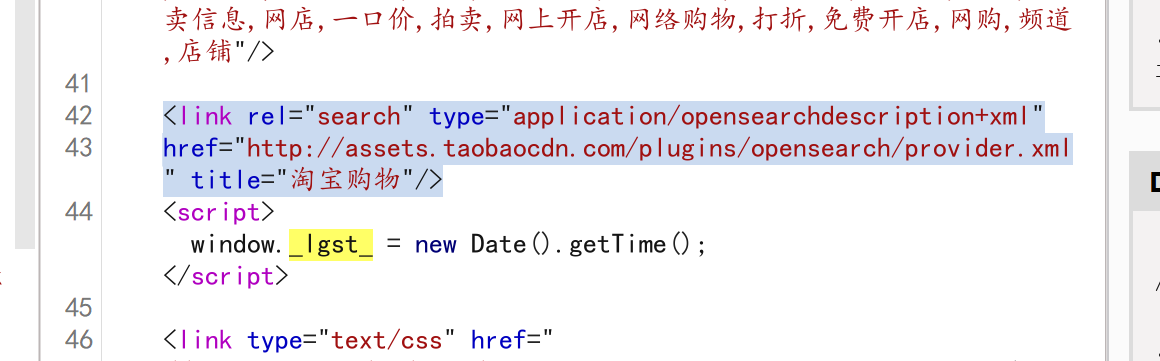 卖信息,网店,一口价,拍卖,网上开店,网络购物,打折,免费开店,网购,频道
,店铺"/>
41
42 <link rel="search" type="application/opensearchdescription+xml"
43 href="http://assets.taobaocdn.com/plugins/opensearch/provider.xml
" title="淘宝购物"/>
44 <script>
window._lgst_ = new Date().getTime();
</script>
45
46 <link type="text/css" href="